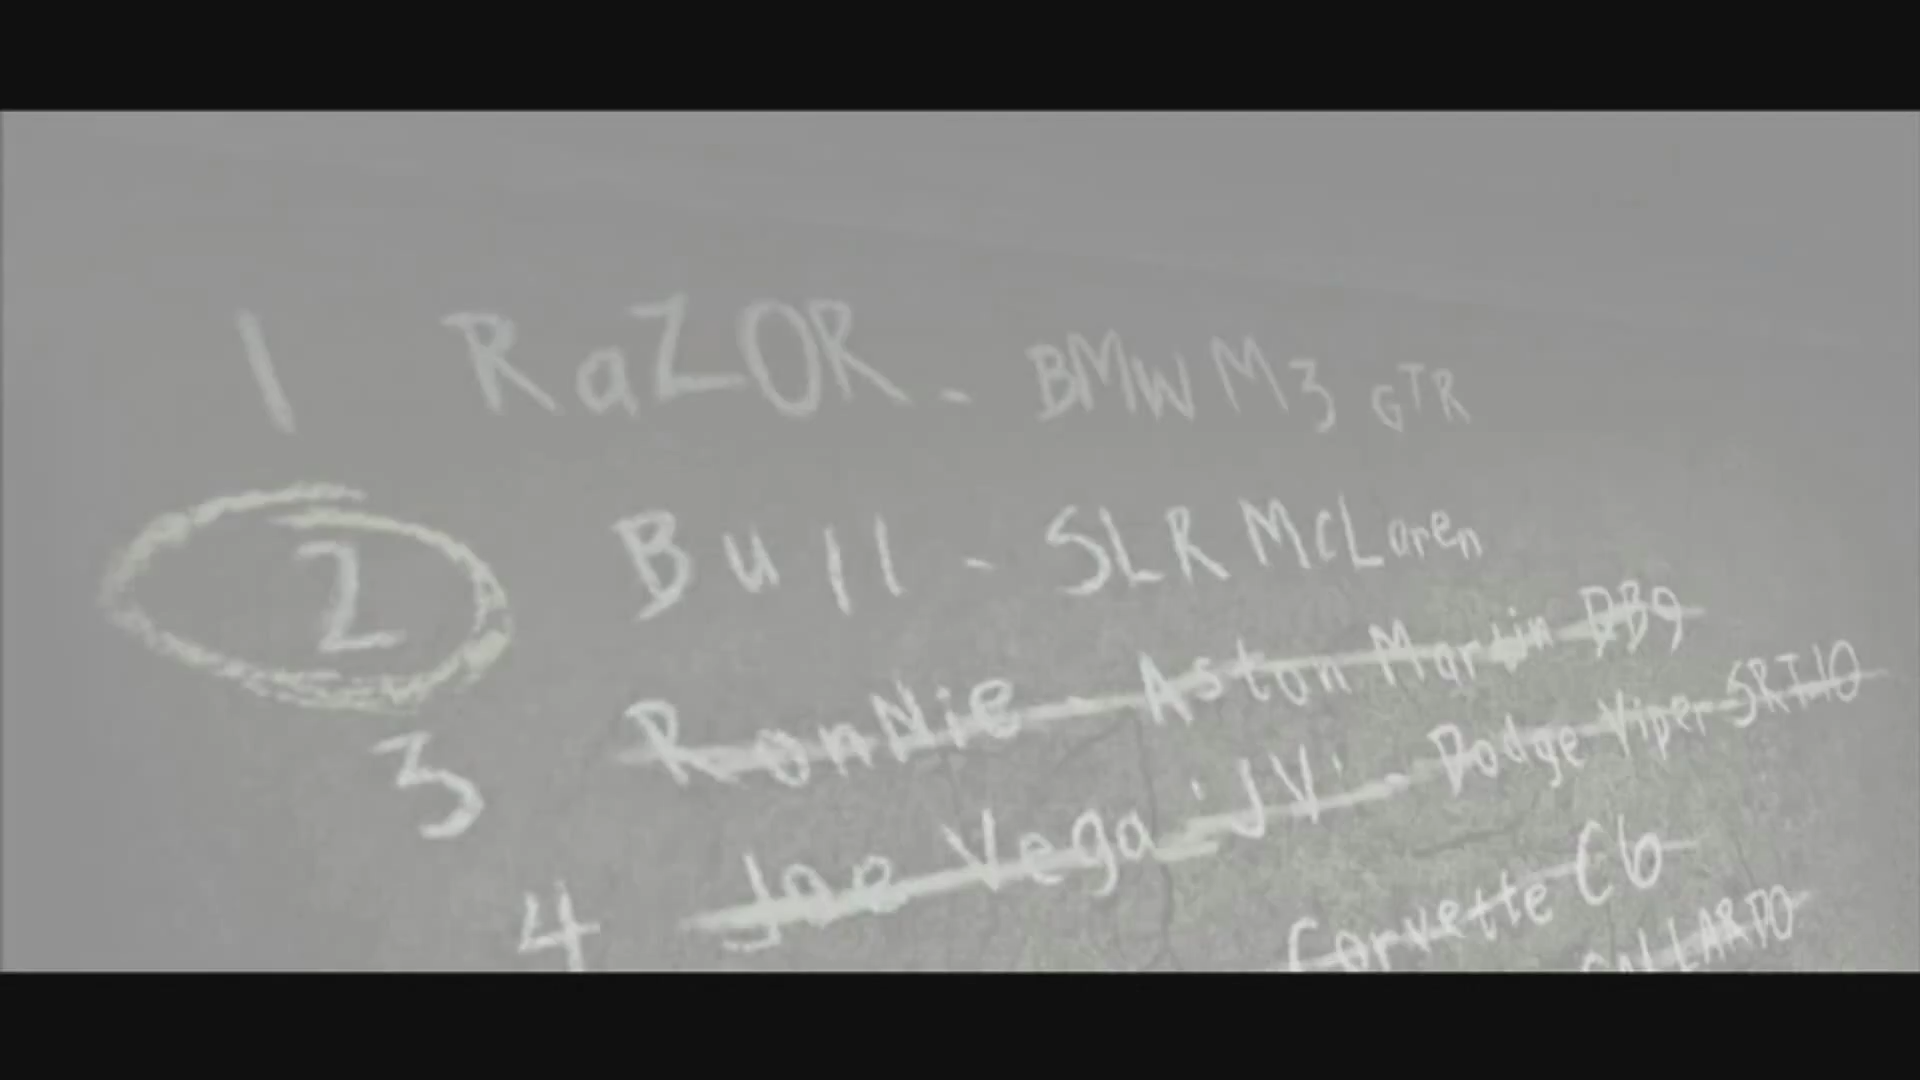 1 RaZOR - BMW M3 GTR
2 Bull - SLR McLaren
3 RonNie - Aston Martin DB9
4 Joe Vega 'JV' - Dodge Viper SRT10
Corvette C6
GALLARDO